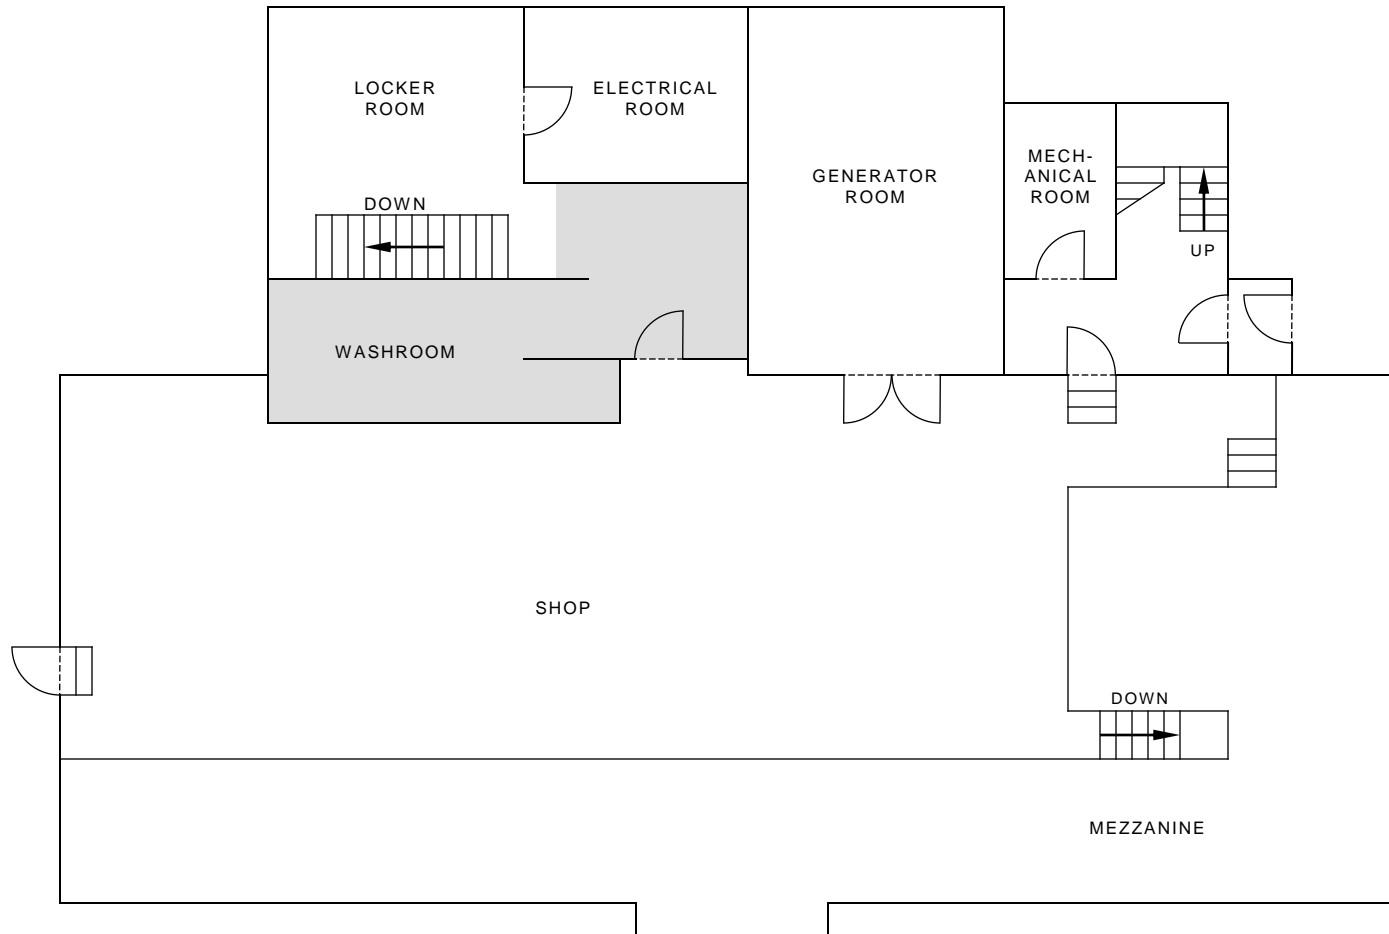 LOCKER
ROOM
ELECTRICAL
ROOM
GENERATOR
ROOM
MECH-
ANICAL
ROOM
DOWN
UP
WASHROOM
SHOP
DOWN
MEZZANINE